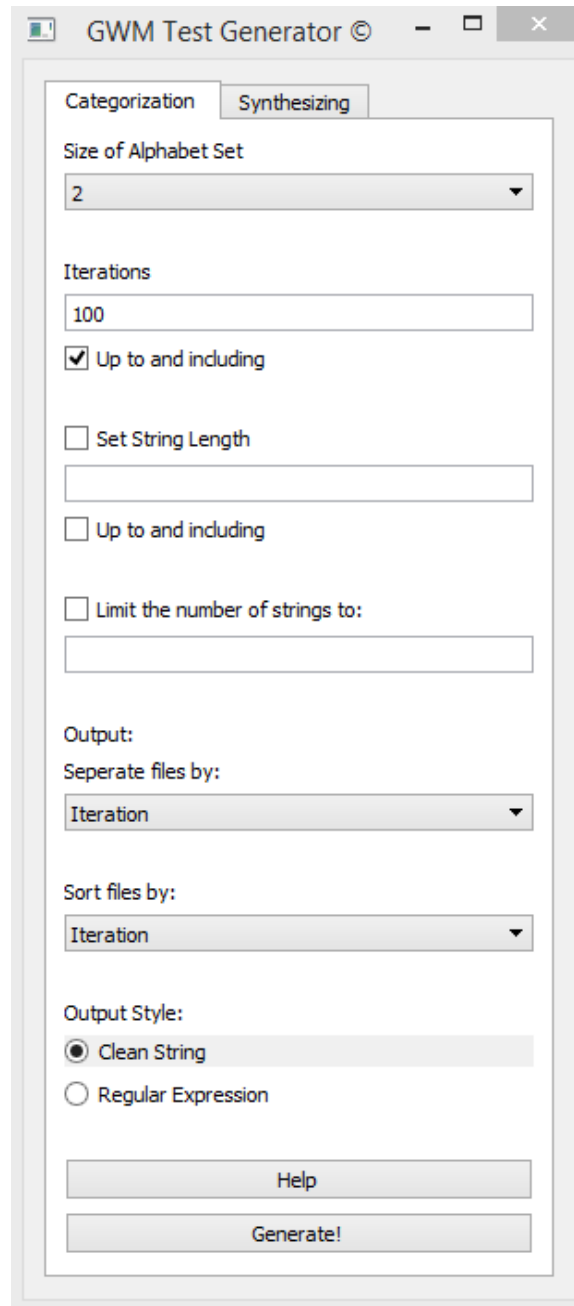 GWM Test Generator ©
Categorization Synthesizing
Size of Alphabet Set
2
Iterations
100
Up to and including
Set String Length
Up to and including
Limit the number of strings to:
Output:
Seperate files by:
Iteration
Sort files by:
Iteration
Output Style:
Clean String
Regular Expression
Help
Generate!